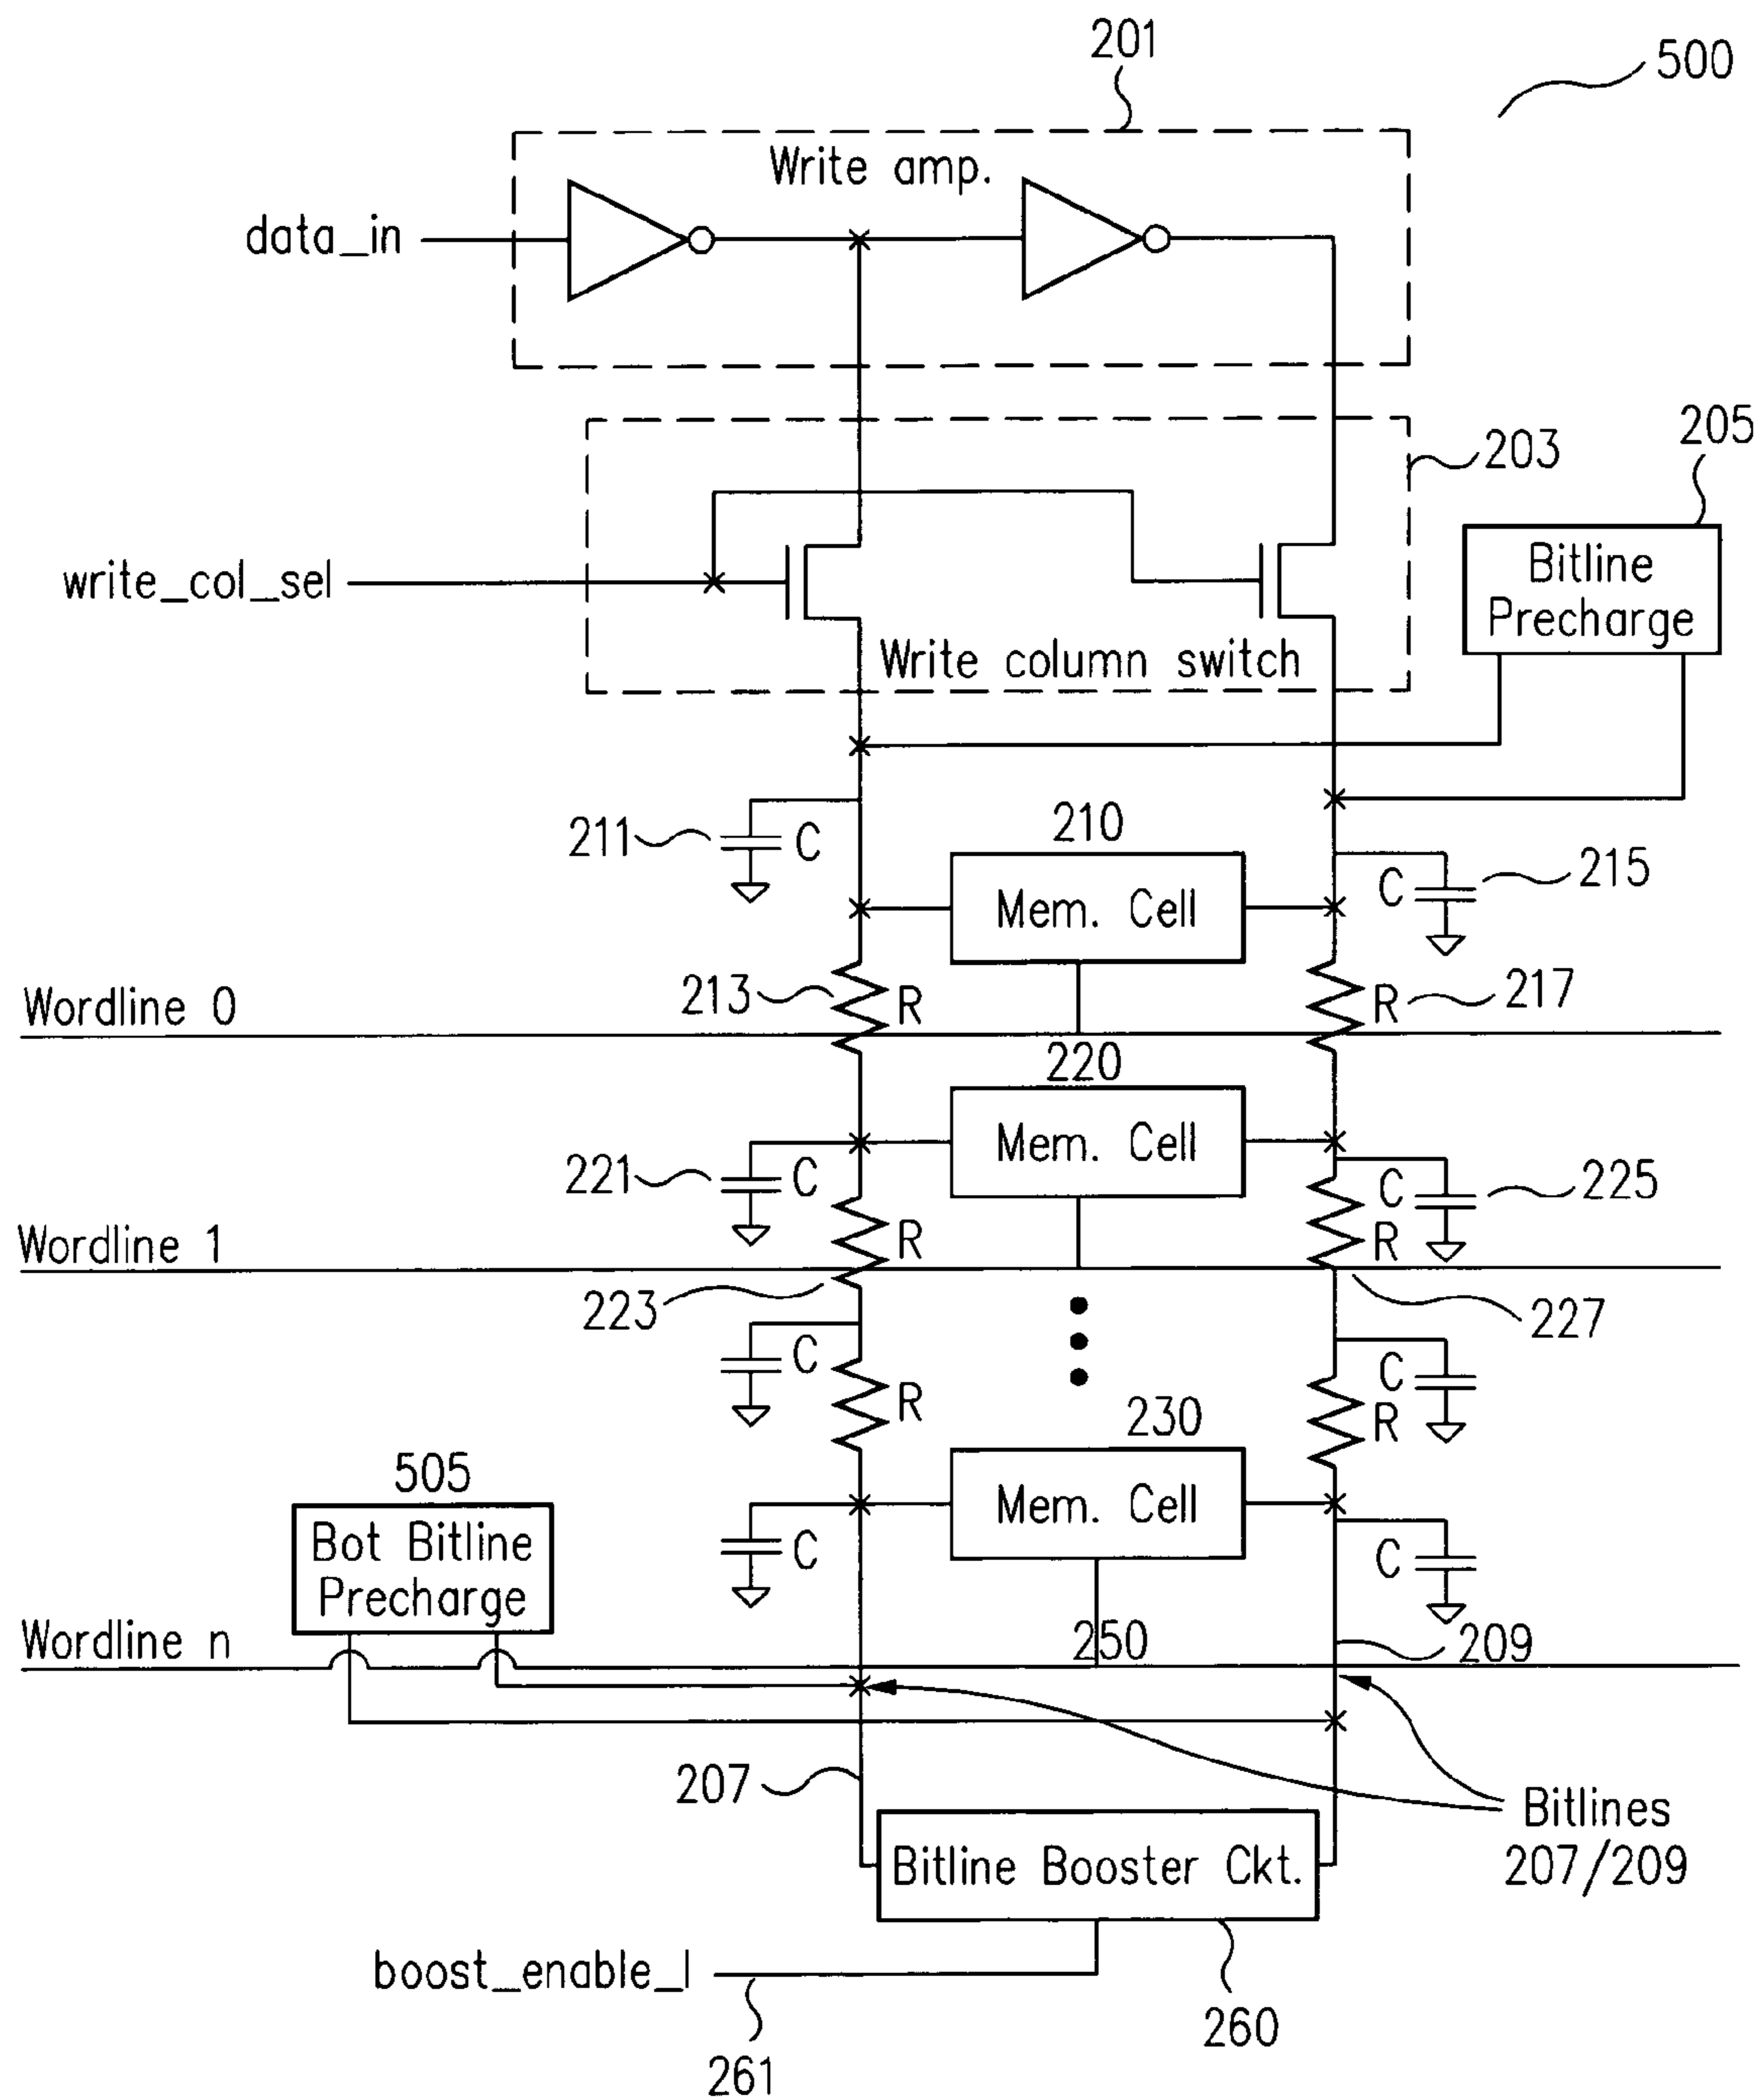 201
500
Write amp.
data_in
203
205
Bitline
Precharge
write_col_sel
Write column switch
211
C
210
Mem. Cell
C
215
Wordline 0
213
R
R
217
220
Mem. Cell
221
C
C
225
Wordline 1
R
R
223
227
C
C
R
R
230
Mem. Cell
505
Bot Bitline
Precharge
C
C
Wordline n
250
209
207
Bitlines
207/209
Bitline Booster Ckt.
boost_enable_l
260
261